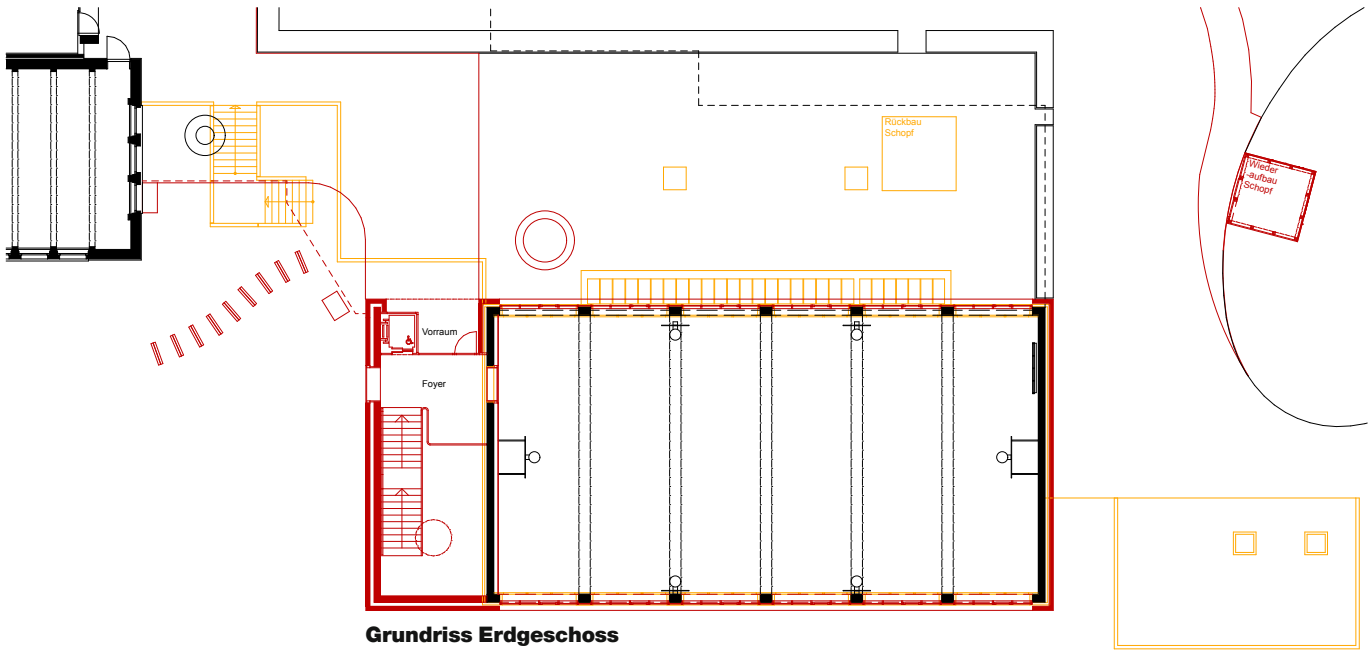 Rückbau
Schopf
Wieder
-aufbau
Schopf
Vorraum
Foyer
Grundriss Erdgeschoss